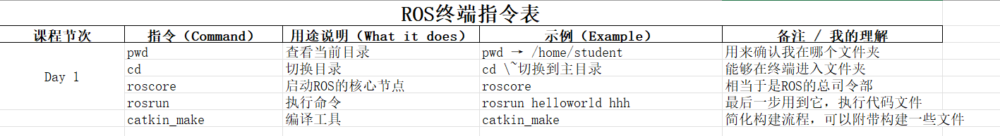 ROS终端指令表
课程节次 指令（Command） 用途说明（What it does） 示例（Example） 备注 / 我的理解
Day 1
pwd 查看当前目录 pwd → /home/student 用来确认我在哪个文件夹
cd 切换目录 cd \~切换到主目录 能够在终端进入文件夹
roscore 启动ROS的核心节点 roscore 相当于是ROS的总司令部
rosrun 执行命令 rosrun helloworld hhh 最后一步用到它，执行代码文件
catkin_make 编译工具 catkin_make 简化构建流程，可以附带构建一些文件